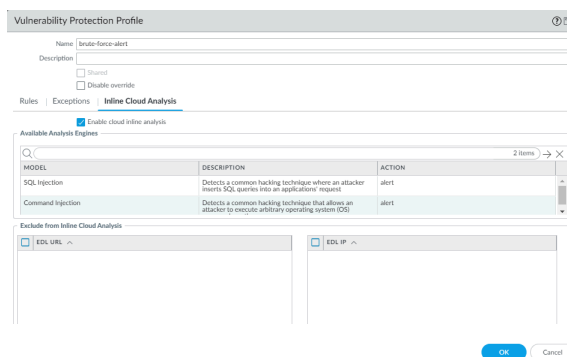 Vulnerability Protection Profile
Name brute-force-alert
Description
Shared
Disable override
Rules | Exceptions | Inline Cloud Analysis
Enable cloud inline analysis
Available Analysis Engines
2 items
MODEL DESCRIPTION ACTION
SQL Injection Detects a common hacking technique where an attacker inserts SQL queries into an applications' request alert
Command Injection Detects a common hacking technique that allows an attacker to execute arbitrary operating system (OS) alert
Exclude from Inline Cloud Analysis
EDL URL EDL IP
OK Cancel